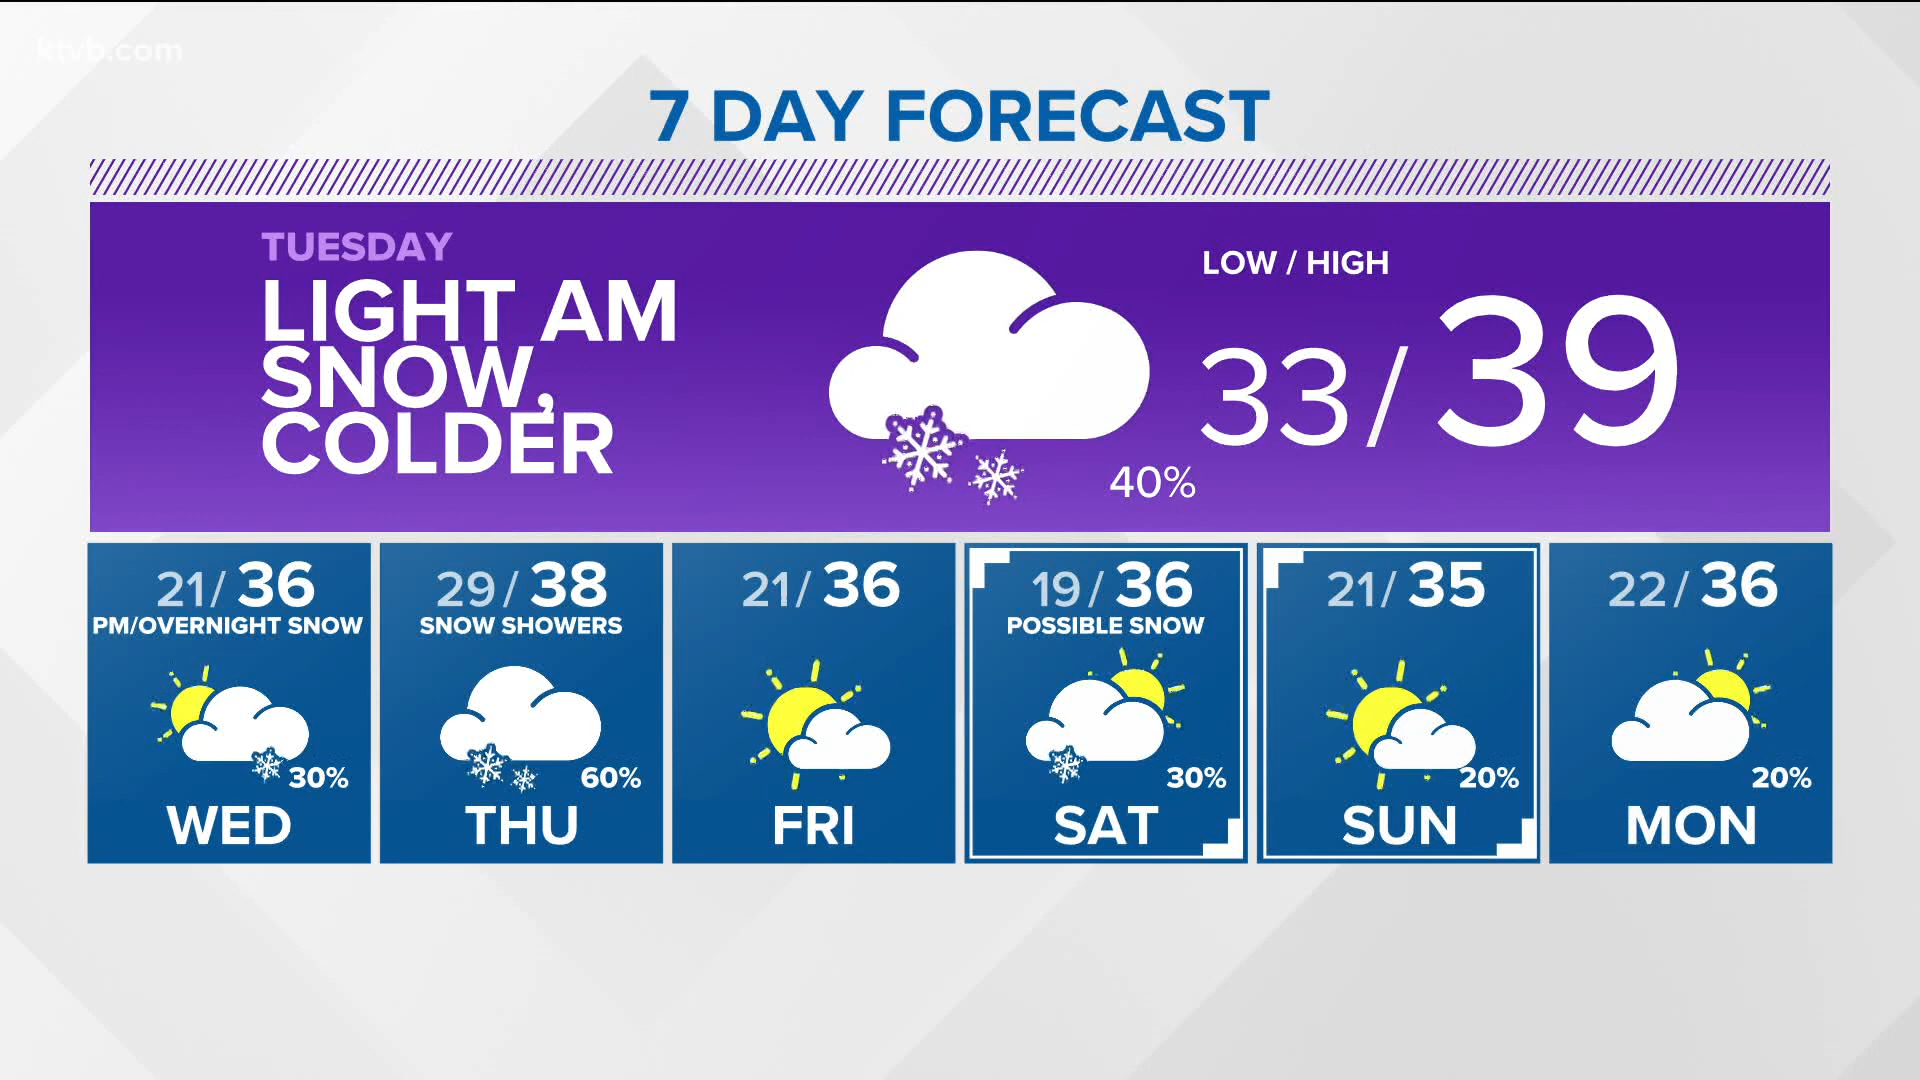 ktvb.com
7 DAY FORECAST
TUESDAY
LIGHT AM
SNOW,
COLDER
40%
LOW / HIGH
33/39
21/36
PM/OVERNIGHT SNOW
30%
WED
29/38
SNOW SHOWERS
60%
THU
21/36
FRI
19/36
POSSIBLE SNOW
30%
SAT
21/35
20%
SUN
22/36
20%
MON